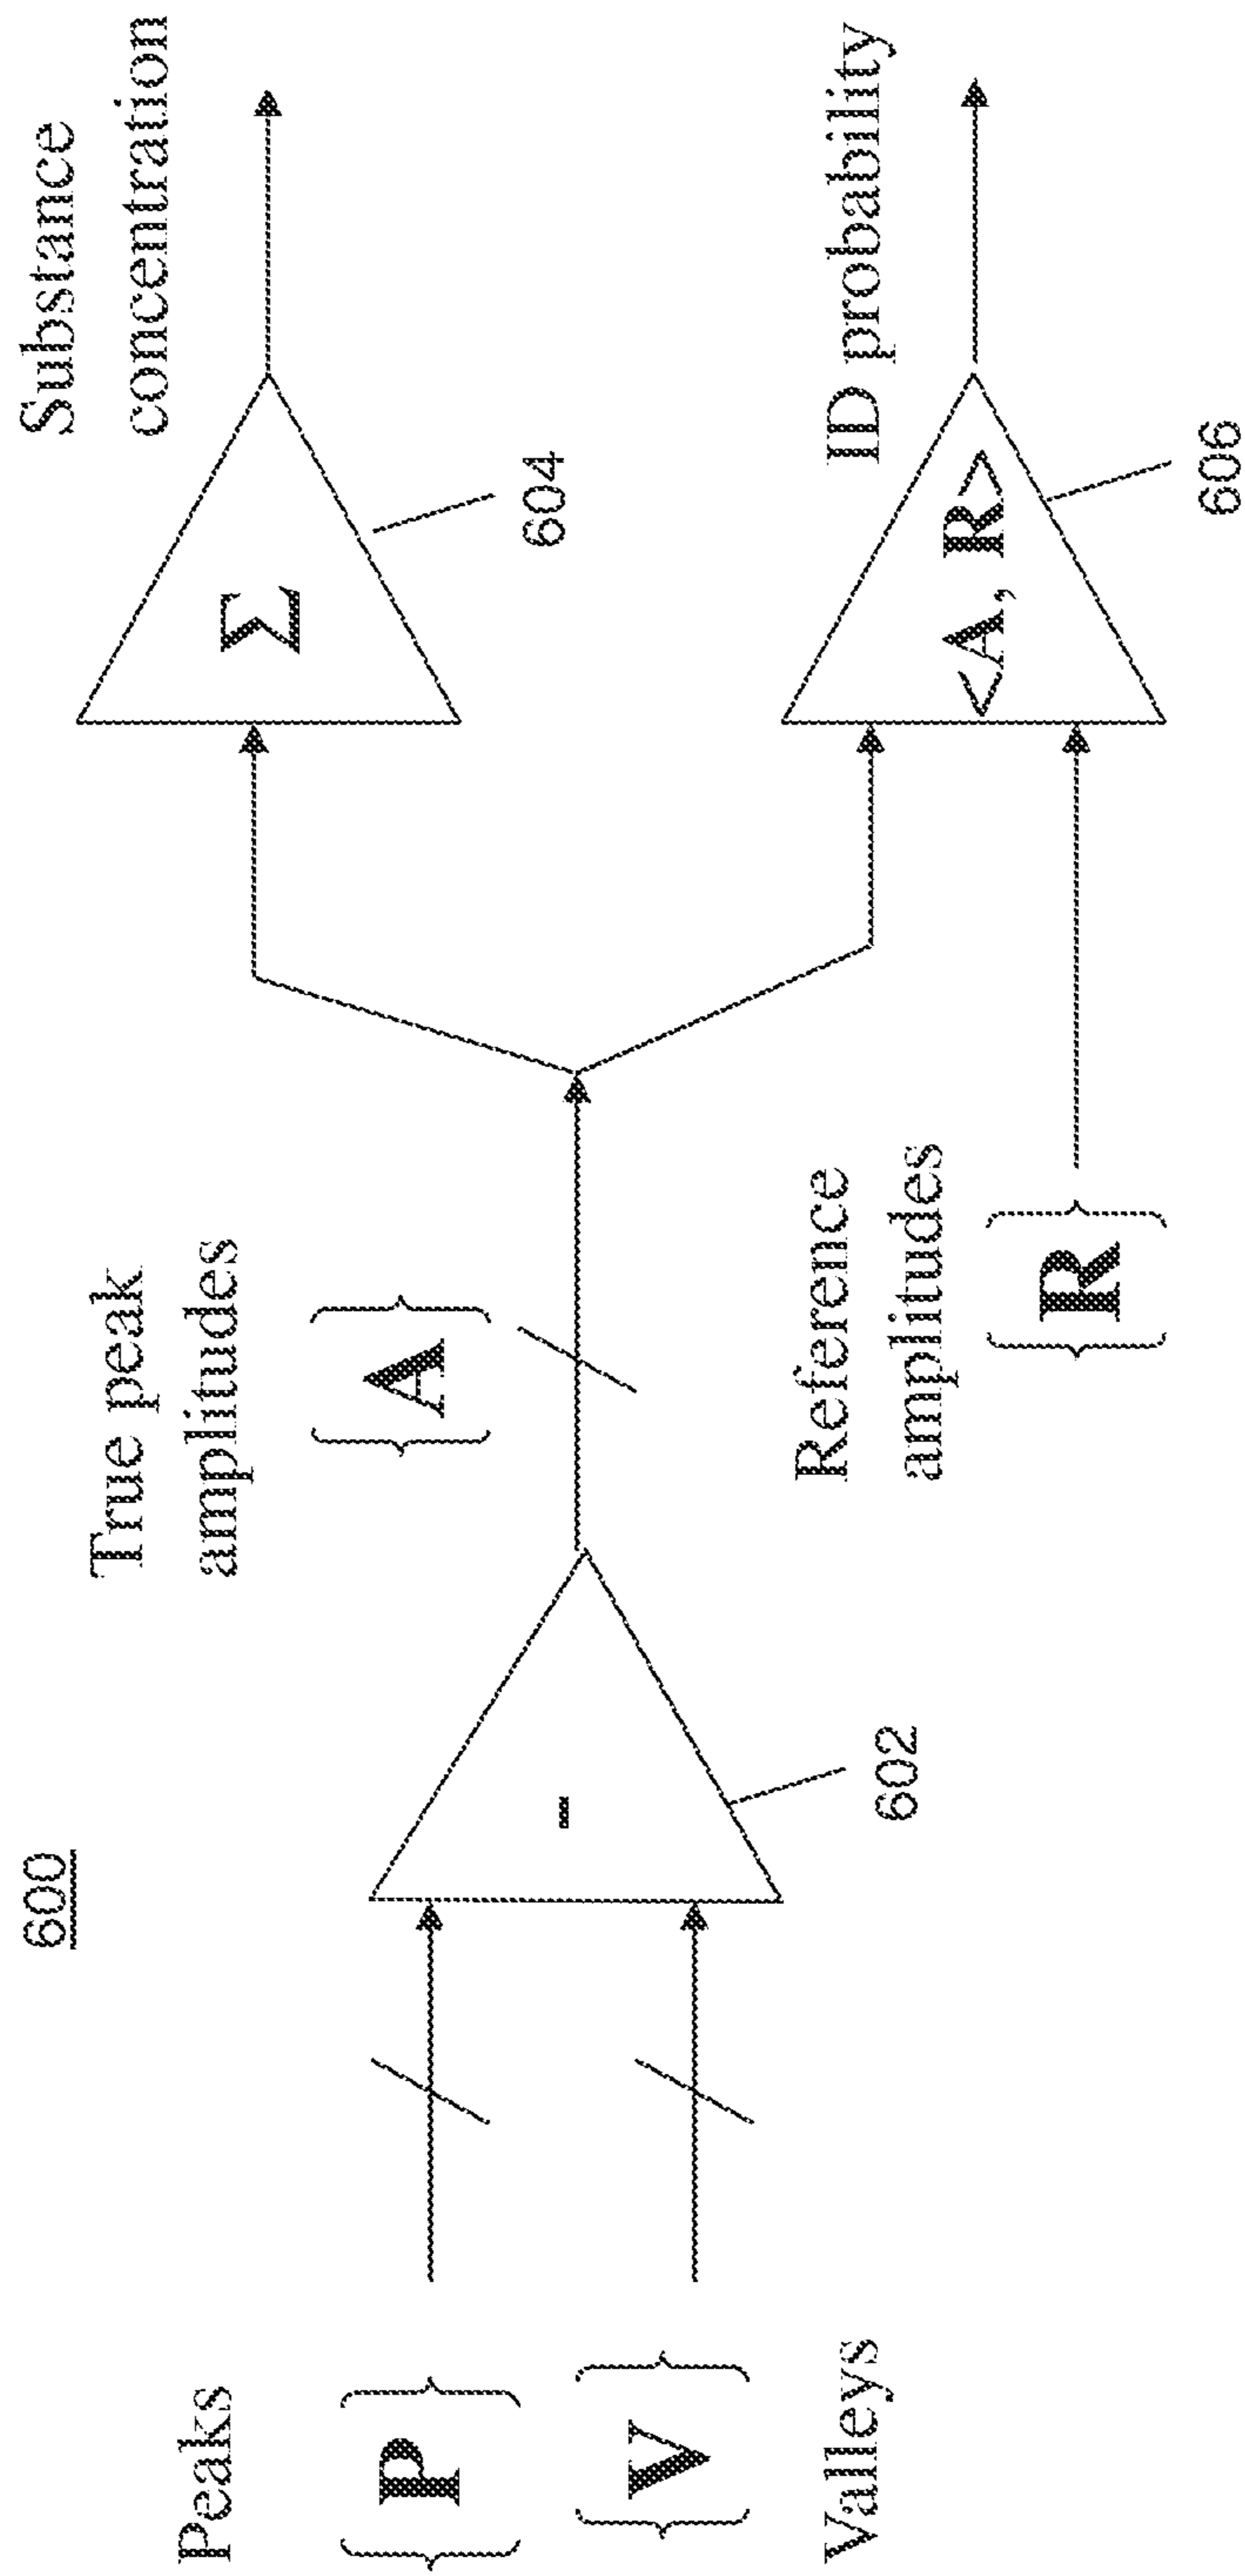 600
Peaks
{P}
{V}
Valleys
-
602
True peak
amplitudes
{A}
Reference
amplitudes
{R}
Σ
604
Substance
concentration
<A, R>
606
ID probability